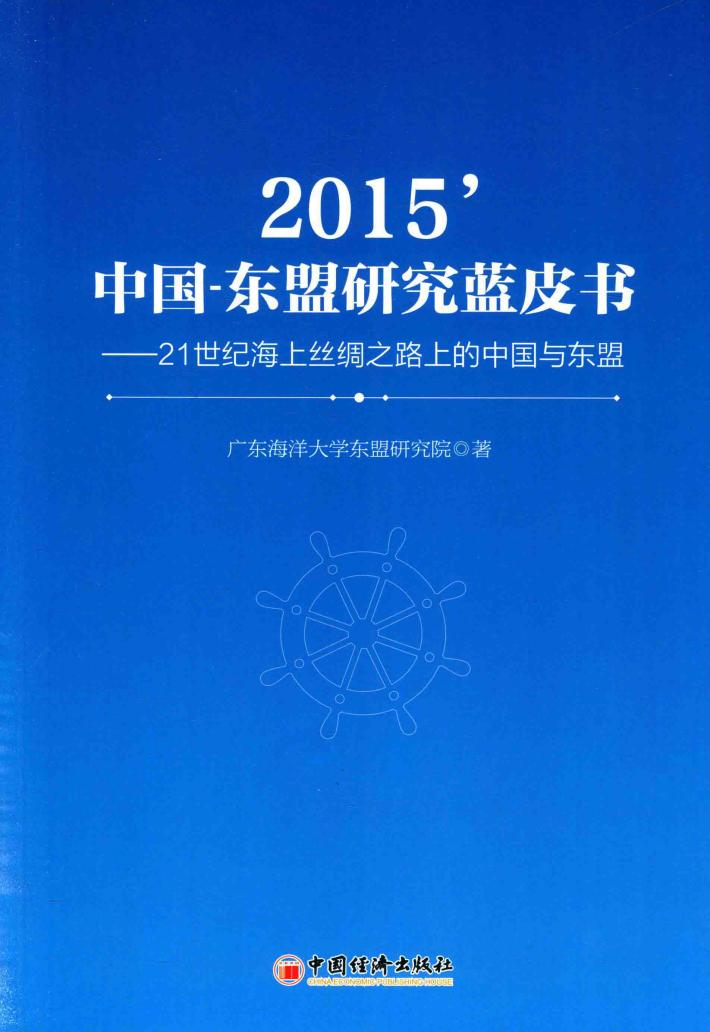 2015’
中国-东盟研究蓝皮书
——21世纪海上丝绸之路上的中国与东盟
广东海洋大学东盟研究院◎著
中国经济出版社
CHINA ECONOMIC PUBLISHING HOUSE